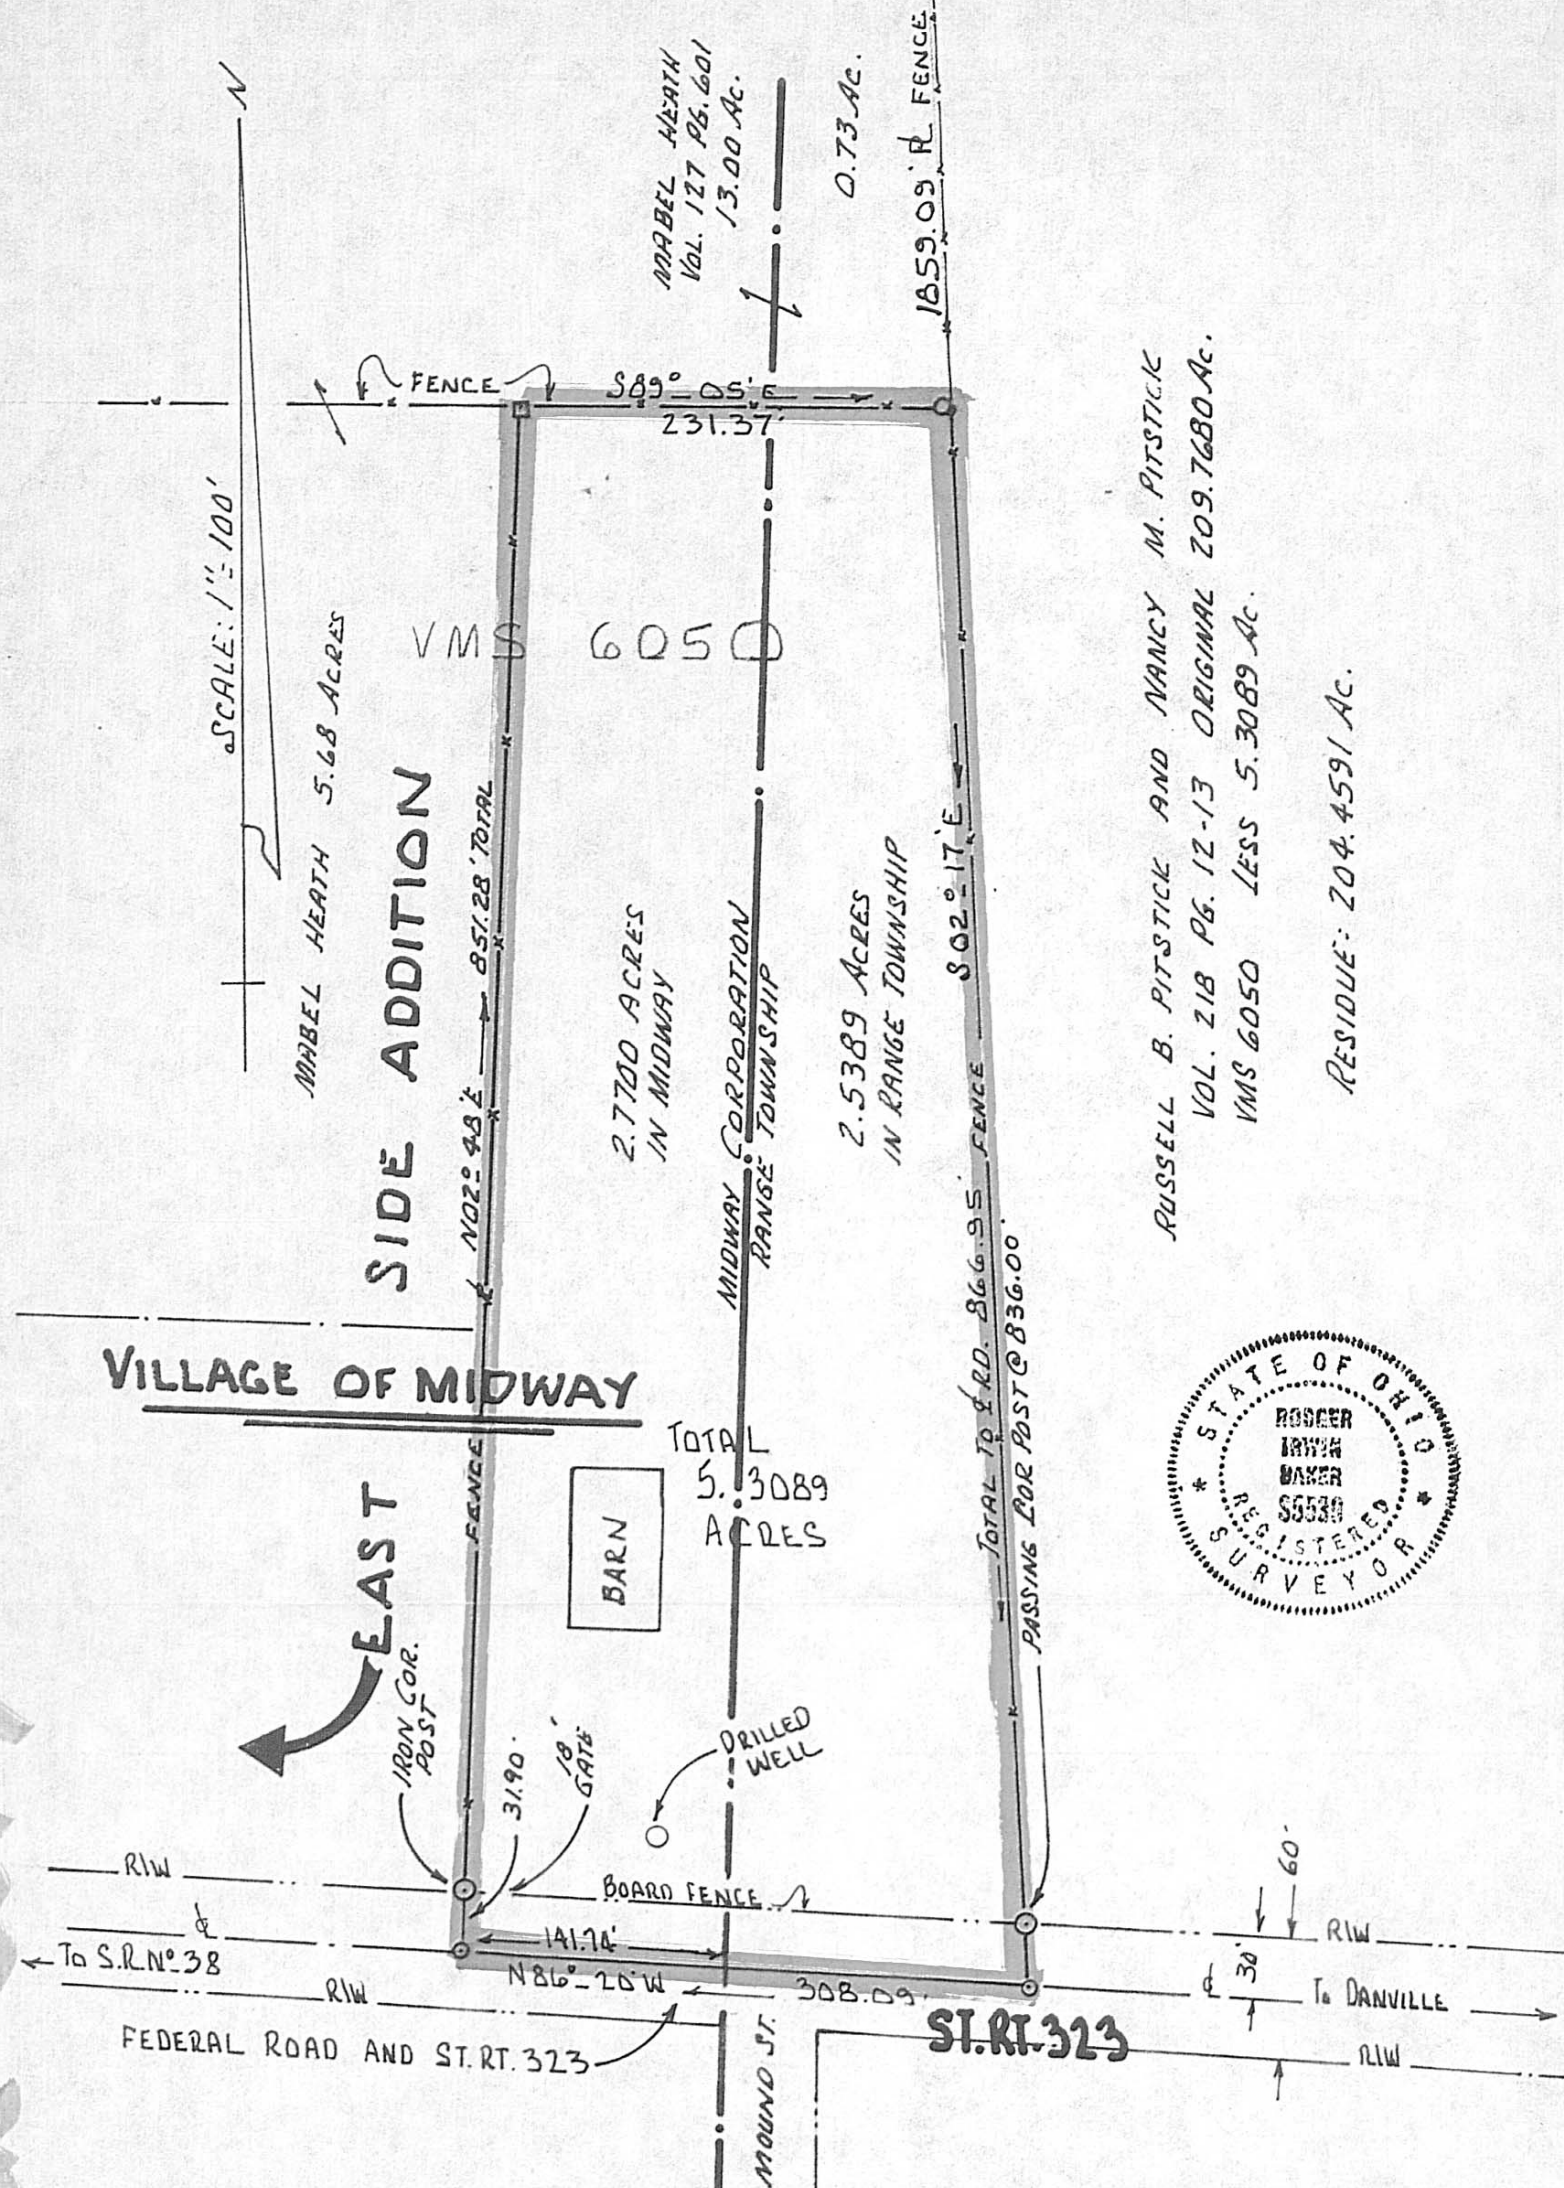 N
SCALE: 1"=100'
MABEL HEATH
VOL. 127 PG. 601
13.00 AC.
0.73 AC.
1859.09' PL FENCE
FENCE
S89°-05'E
231.37'
VMS 6050
MABEL HEATH 5.68 ACRES
EAST SIDE ADDITION
VILLAGE OF MIDWAY
FENCE N02°48'E 851.28' TOTAL
2.7700 ACRES
IN MIDWAY
MIDWAY CORPORATION
RANGE TOWNSHIP
2.5389 ACRES
IN RANGE TOWNSHIP
S02°-17'E
TOTAL TO ℄ RD. 866.95' FENCE
PASSING COR POST @ 836.00'
RUSSELL B. PITSTICK AND NANCY M. PITSTICK
VOL. 218 PG. 12-13 ORIGINAL 209.7680 AC.
VMS 6050 LESS 5.3089 AC.
RESIDUE: 204.4591 AC.
TOTAL
5.3089
ACRES
BARN
STATE OF OHIO
RODGER
IRWIN
BAKER
S5530
REGISTERED
SURVEYOR
IRON COR.
POST
31.90'
18'
GATE
DRILLED
WELL
R/W
BOARD FENCE
60'
R/W
℄
141.74'
TO S.R. Nº-38
N86°-20'W
308.09'
30'
℄
TO DANVILLE
R/W
FEDERAL ROAD AND ST. RT. 323
ST. RT. 323
R/W
MOUND ST.